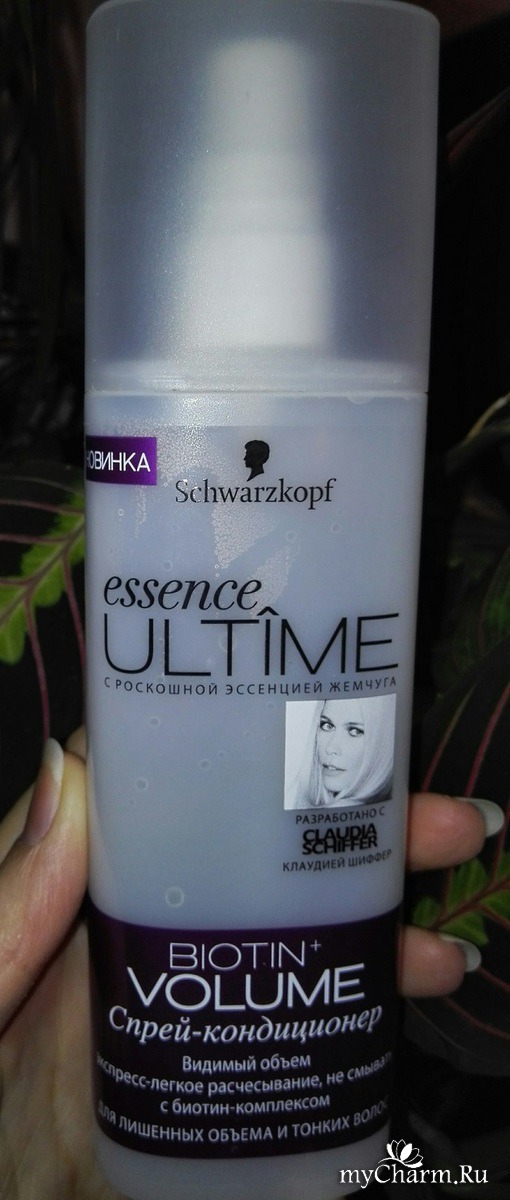 НОВИНКА
Schwarzkopf
essence
ULTÎME
С РОСКОШНОЙ ЭССЕНЦИЕЙ ЖЕМЧУГА
РАЗРАБОТАНО С
CLAUDIA
SCHIFFER
КЛАУДИЕЙ ШИФФЕР
BIOTIN+
VOLUME
Спрей-кондиционер
Видимый объем
экспресс-легкое расчесывание, не смывать
с биотин-комплексом
ДЛЯ ЛИШЕННЫХ ОБЪЕМА И ТОНКИХ ВОЛОС
myCharm.Ru